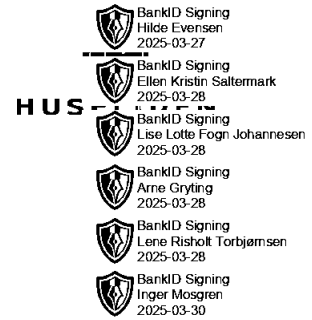 BankID Signing
Hilde Evensen
2025-03-27
BankID Signing
Ellen Kristin Saltermark
2025-03-28
BankID Signing
Lise Lotte Fogn Johannesen
2025-03-28
BankID Signing
Arne Gryting
2025-03-28
BankID Signing
Lene Risholt Torbjørnsen
2025-03-28
BankID Signing
Inger Mosgren
2025-03-30